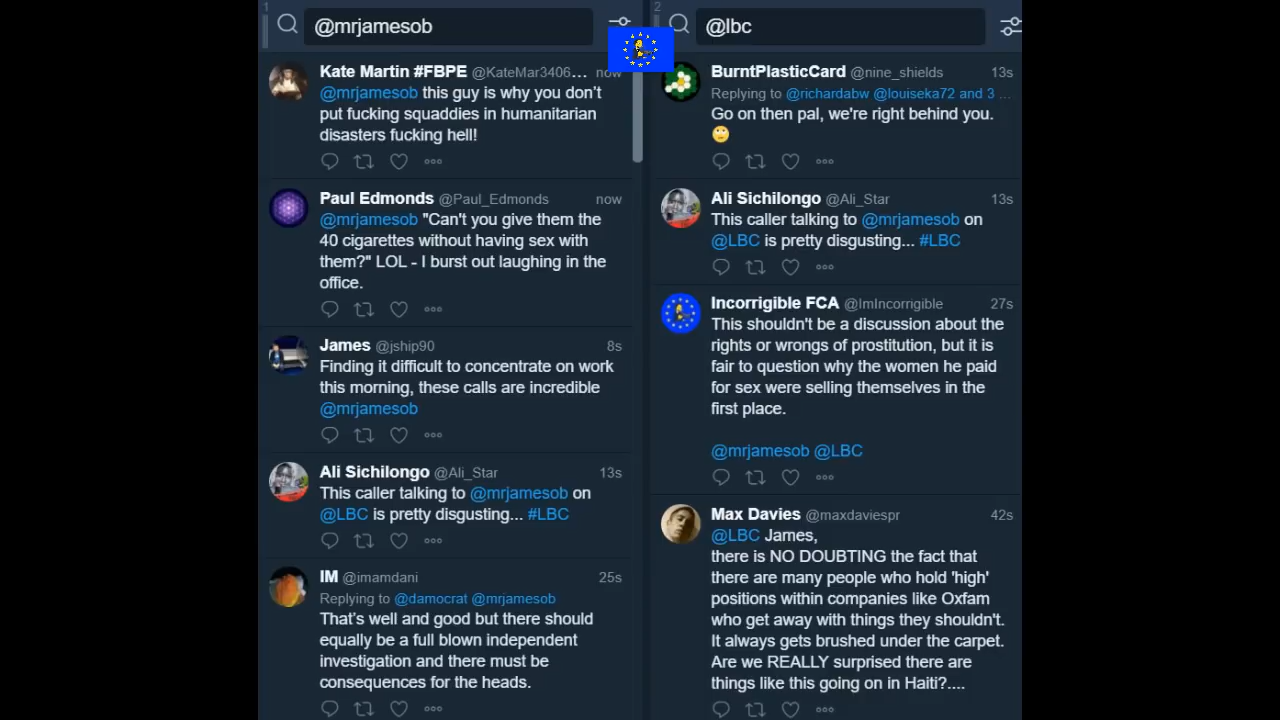 1
@mrjamesob
Kate Martin #FBPE @KateMar3406... now
@mrjamesob this guy is why you don't
put fucking squaddies in humanitarian
disasters fucking hell!
Paul Edmonds @Paul_Edmonds now
@mrjamesob "Can't you give them the
40 cigarettes without having sex with
them?" LOL - I burst out laughing in the
office.
James @jship90 8s
Finding it difficult to concentrate on work
this morning, these calls are incredible
@mrjamesob
Ali Sichilongo @Ali_Star 13s
This caller talking to @mrjamesob on
@LBC is pretty disgusting... #LBC
IM @imamdani 25s
Replying to @damocrat @mrjamesob
That's well and good but there should
equally be a full blown independent
investigation and there must be
consequences for the heads.
2
@lbc
BurntPlasticCard @nine_shields 13s
Replying to @richardabw @louiseka72 and 3 ...
Go on then pal, we're right behind you.
🙄
Ali Sichilongo @Ali_Star 13s
This caller talking to @mrjamesob on
@LBC is pretty disgusting... #LBC
Incorrigible FCA @ImIncorrigible 27s
This shouldn't be a discussion about the
rights or wrongs of prostitution, but it is
fair to question why the women he paid
for sex were selling themselves in the
first place.
@mrjamesob @LBC
Max Davies @maxdaviespr 42s
@LBC James,
there is NO DOUBTING the fact that
there are many people who hold 'high'
positions within companies like Oxfam
who get away with things they shouldn't.
It always gets brushed under the carpet.
Are we REALLY surprised there are
things like this going on in Haiti?....